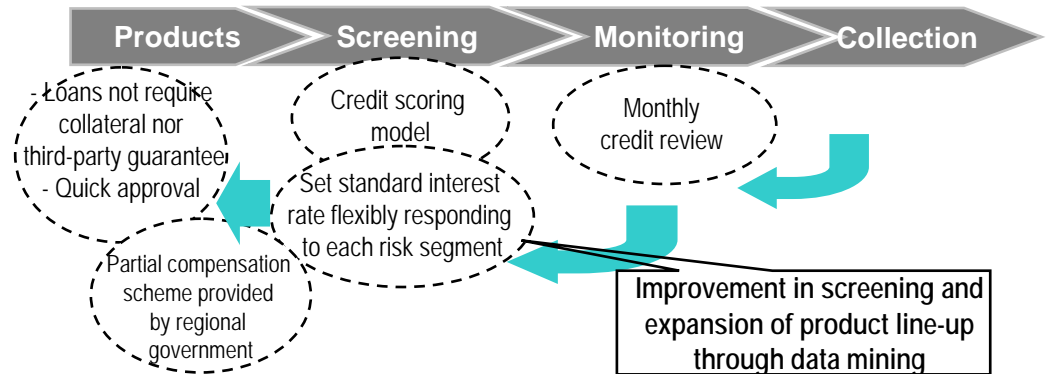 Products
Screening
Monitoring
Collection
- Loans not require
collateral nor
third-party guarantee
- Quick approval
Partial compensation
scheme provided
by regional
government
Credit scoring
model
Set standard interest
rate flexibly responding
to each risk segment
Monthly
credit review
Improvement in screening and
expansion of product line-up
through data mining